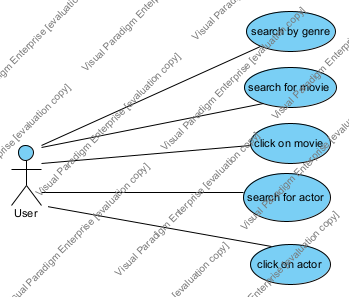 search by genre
search for movie
click on movie
search for actor
click on actor
User
Visual Paradigm Enterprise [evaluation copy]